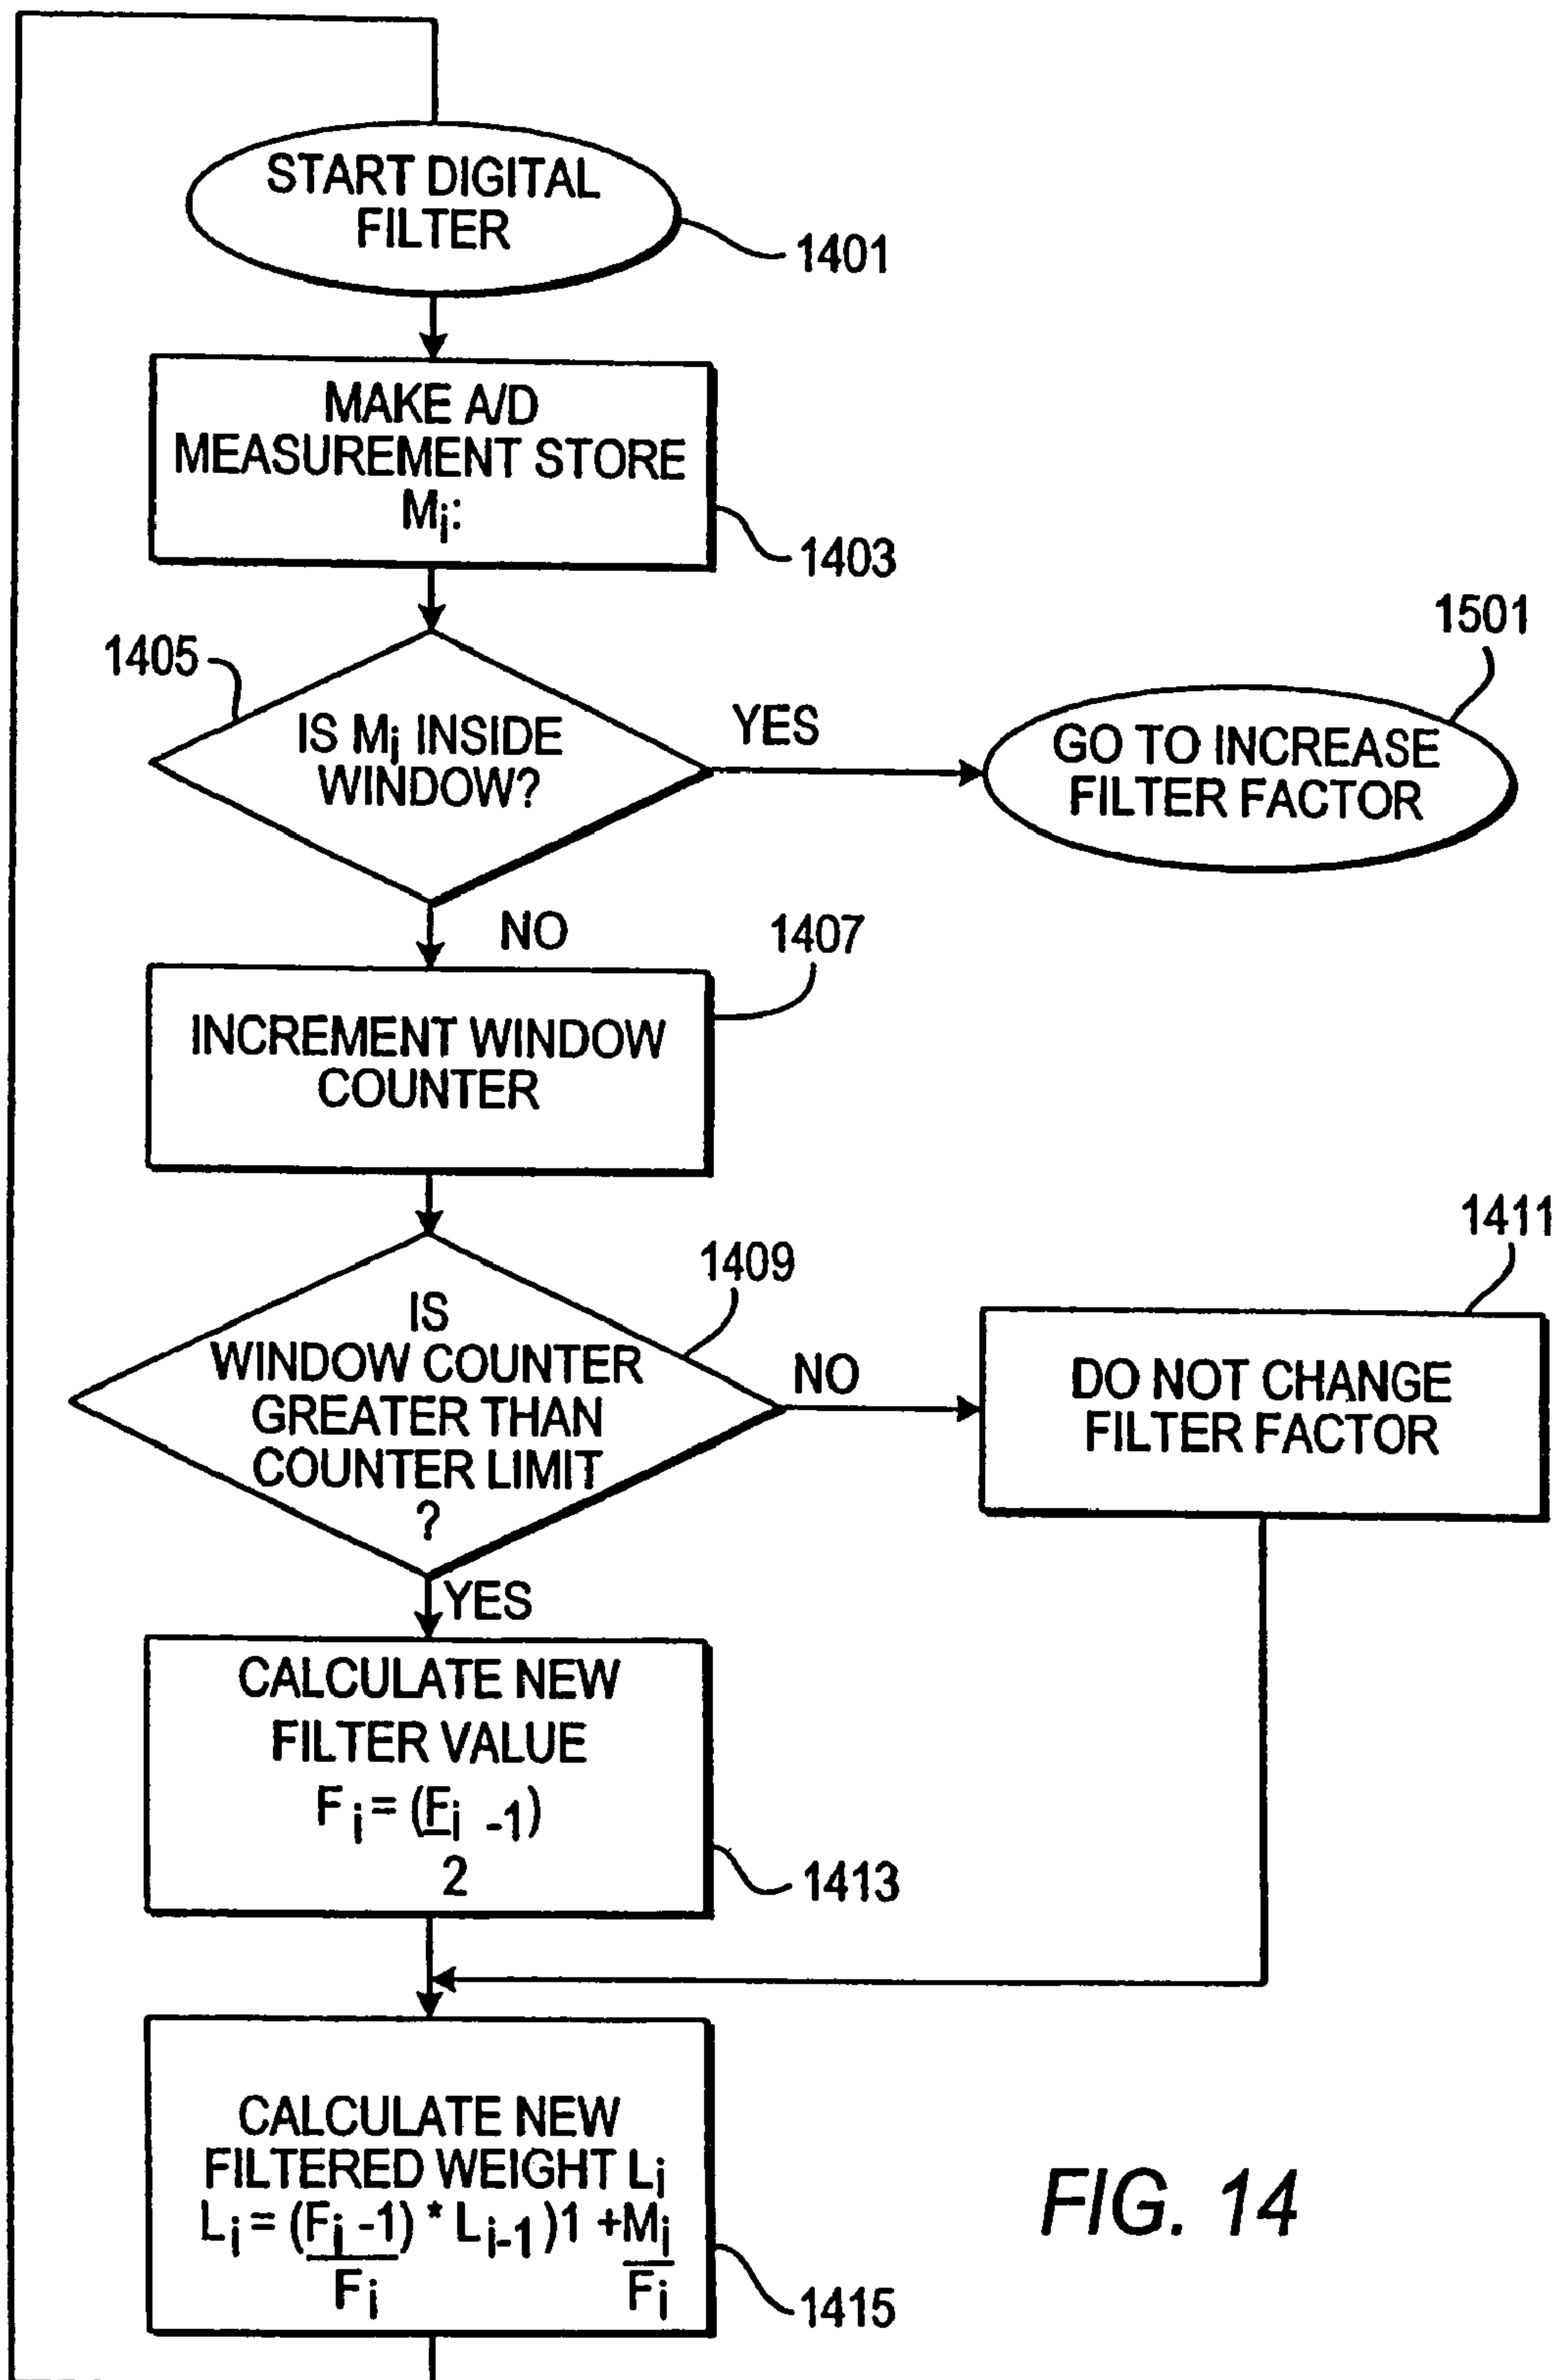 START DIGITAL
FILTER
1401
MAKE A/D
MEASUREMENT STORE
Mi:
1403
1405
IS Mi INSIDE
WINDOW?
YES
1501
GO TO INCREASE
FILTER FACTOR
NO
1407
INCREMENT WINDOW
COUNTER
1409
IS
WINDOW COUNTER
GREATER THAN
COUNTER LIMIT
?
NO
1411
DO NOT CHANGE
FILTER FACTOR
YES
CALCULATE NEW
FILTER VALUE
Fi = (Fi -1)
2
1413
CALCULATE NEW
FILTERED WEIGHT Li
Li = (Fi -1) * Li-1 )1 + Mi
Fi Fi
1415
FIG. 14